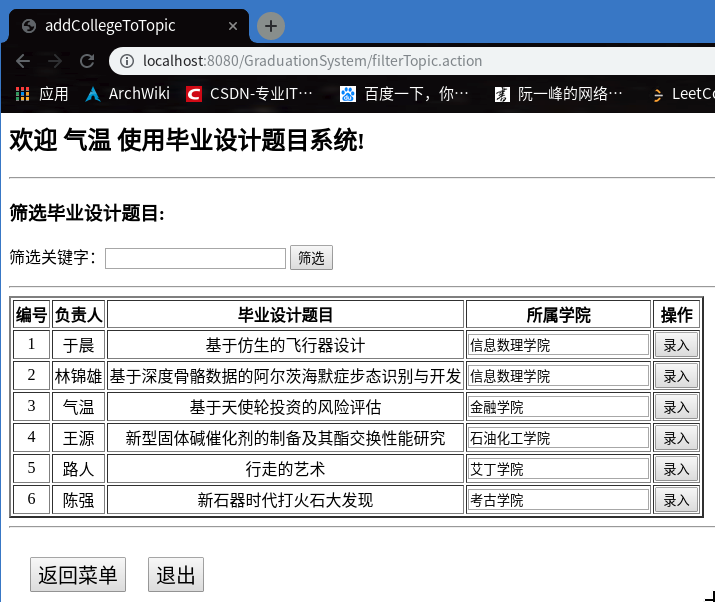 addCollegeToTopic
localhost:8080/GraduationSystem/filterTopic.action
应用 ArchWiki CSDN-专业IT… 百度一下，你… 阮一峰的网络…
欢迎 气温 使用毕业设计题目系统!
筛选毕业设计题目:
筛选关键字： 筛选
编号 负责人 毕业设计题目 所属学院 操作
1 于晨 基于仿生的飞行器设计 信息数理学院 录入
2 林锦雄 基于深度骨骼数据的阿尔茨海默症步态识别与开发 信息数理学院 录入
3 气温 基于天使轮投资的风险评估 金融学院 录入
4 王源 新型固体碱催化剂的制备及其酯交换性能研究 石油化工学院 录入
5 路人 行走的艺术 艾丁学院 录入
6 陈强 新石器时代打火石大发现 考古学院 录入
返回菜单 退出